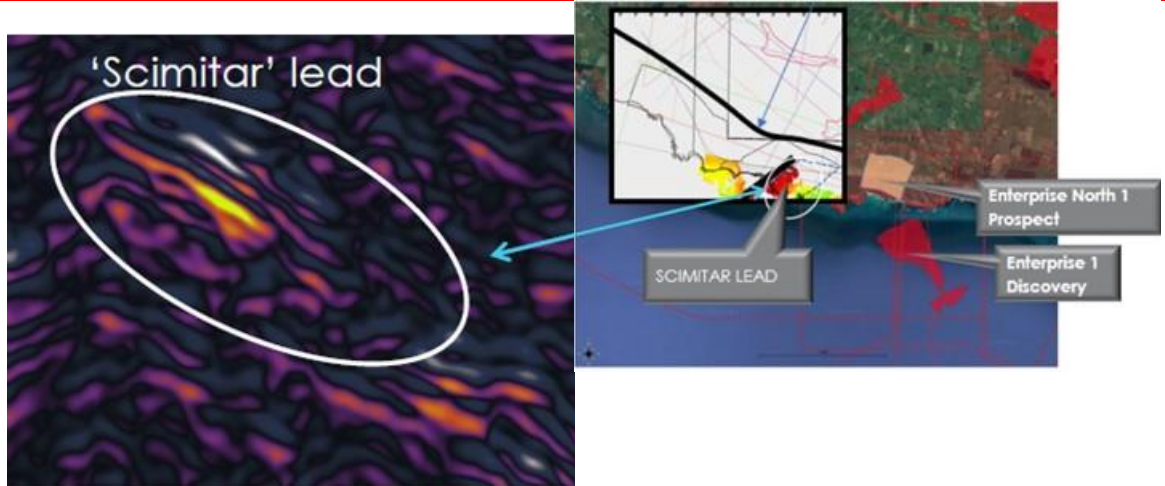 ‘Scimitar’ lead
Enterprise North 1
Prospect
SCIMITAR LEAD
Enterprise 1
Discovery